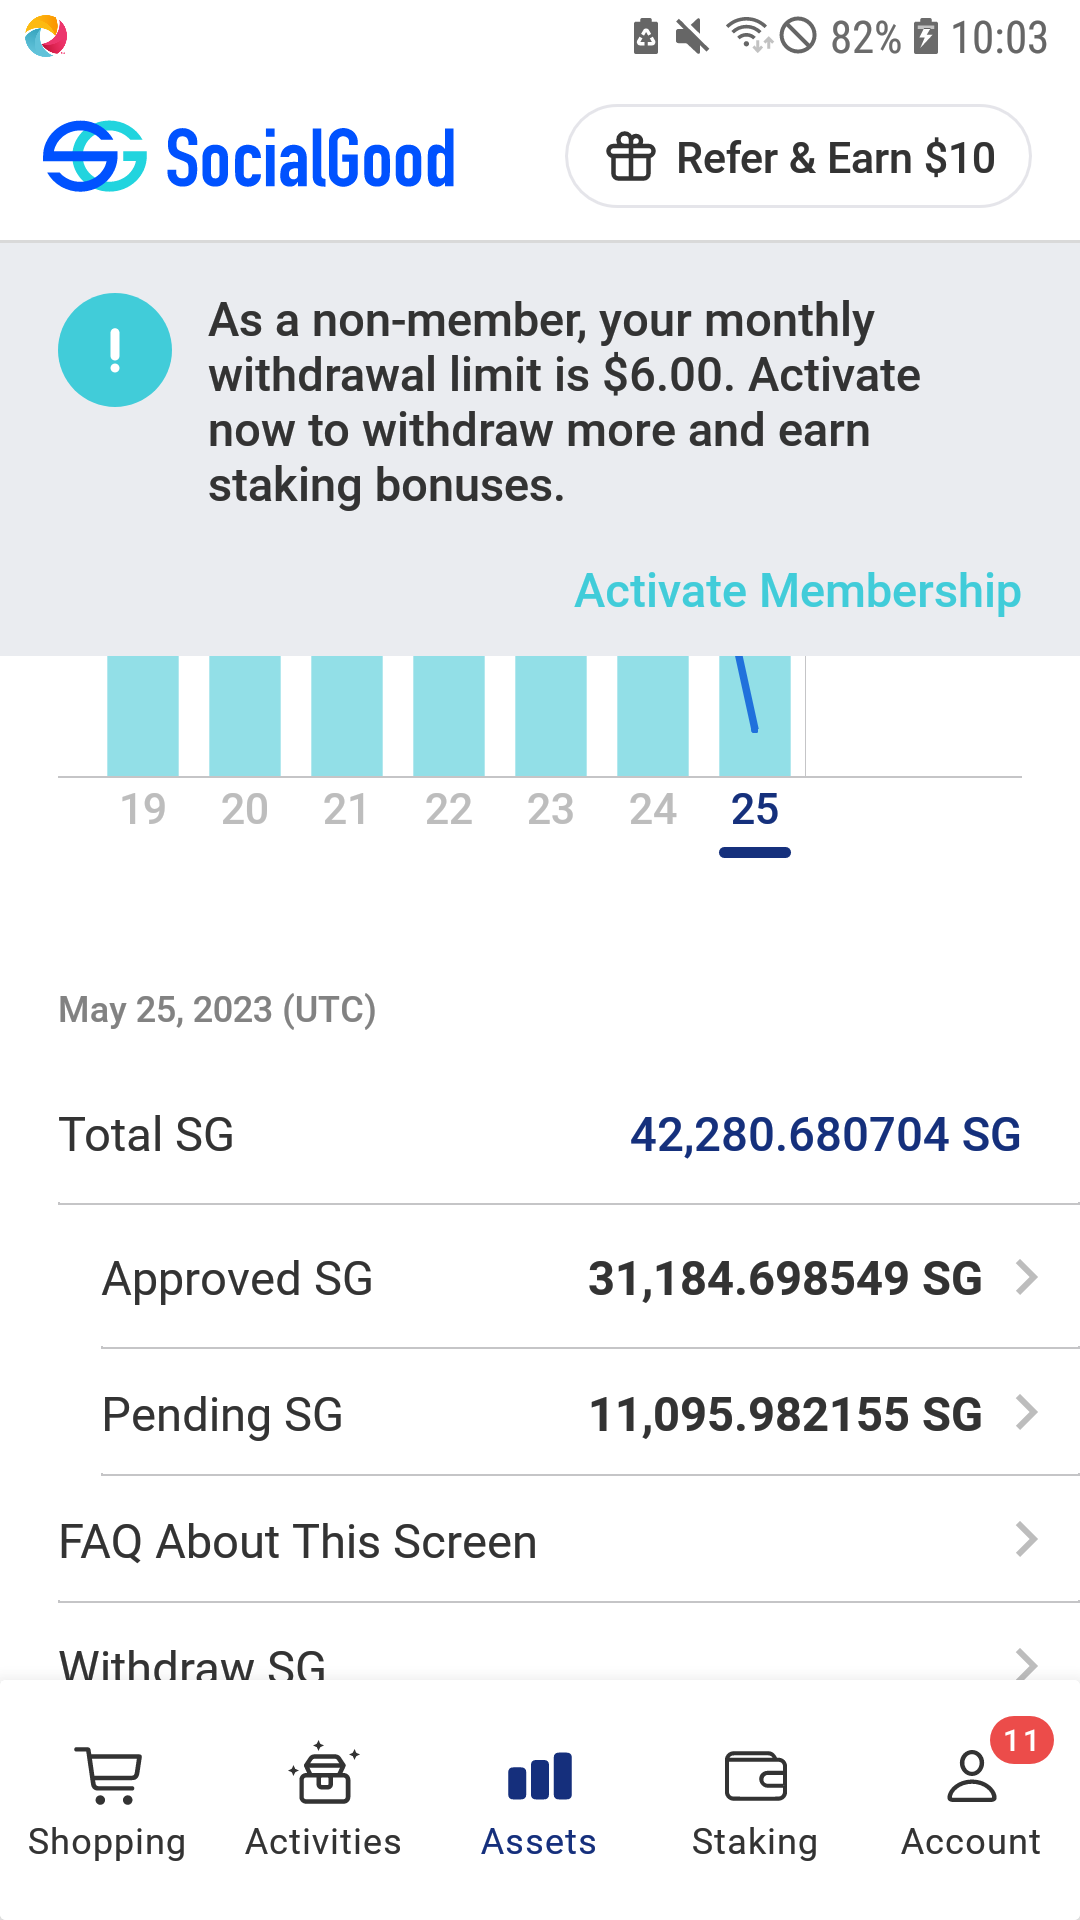 82% 10:03
SocialGood
Refer & Earn $10
As a non-member, your monthly
withdrawal limit is $6.00. Activate
now to withdraw more and earn
staking bonuses.
Activate Membership
19 20 21 22 23 24 25
May 25, 2023 (UTC)
Total SG 42,280.680704 SG
Approved SG 31,184.698549 SG
Pending SG 11,095.982155 SG
FAQ About This Screen
Withdraw SG
11
Shopping Activities Assets Staking Account